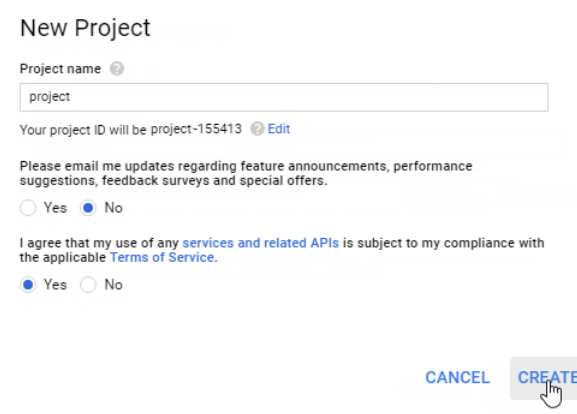 New Project
Project name ?
project
Your project ID will be project-155413 ? Edit
Please email me updates regarding feature announcements, performance
suggestions, feedback surveys and special offers.
Yes No
I agree that my use of any services and related APIs is subject to my compliance with
the applicable Terms of Service.
Yes No
CANCEL CREATE